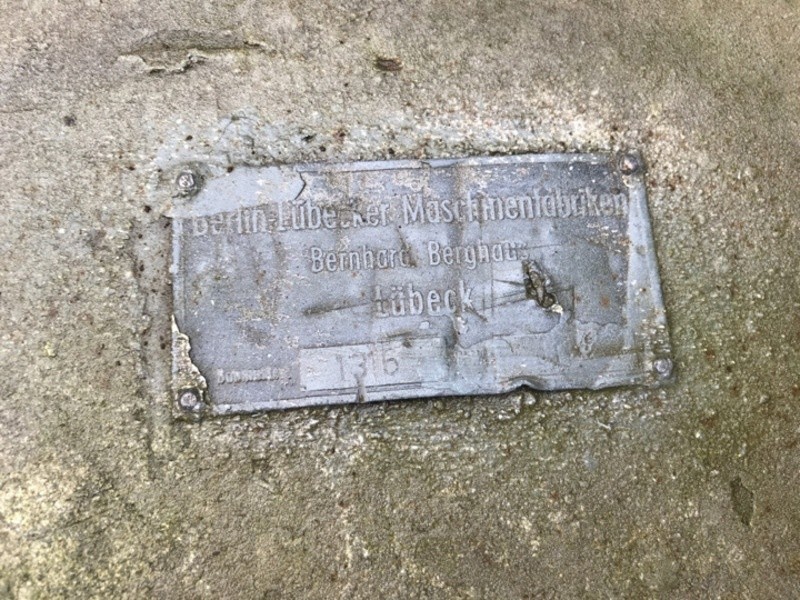 Berlin-Lübecker Maschinenfabriken
Bernhard Berghaus
Lübeck
1316